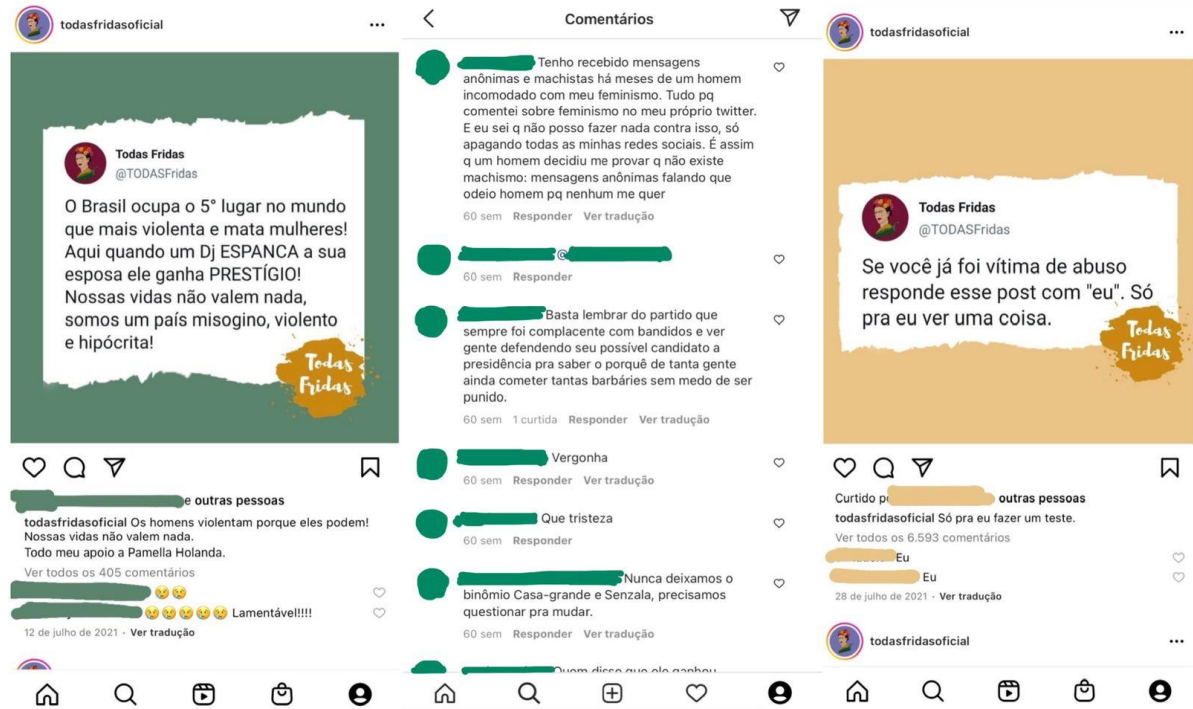 todasfridasoficial
Todas Fridas
@TODASFridas
O Brasil ocupa o 5° lugar no mundo
que mais violenta e mata mulheres!
Aqui quando um Dj ESPANCA a sua
esposa ele ganha PRESTÍGIO!
Nossas vidas não valem nada,
somos um país misogino, violento
e hipócrita!
Todas
Fridas
e outras pessoas
todasfridasoficial Os homens violentam porque eles podem!
Nossas vidas não valem nada.
Todo meu apoio a Pamella Holanda.
Ver todos os 405 comentários
😢😢
😢😢😢😢😢 Lamentável!!!!
12 de julho de 2021 · Ver tradução
Comentários
Tenho recebido mensagens
anônimas e machistas há meses de um homem
incomodado com meu feminismo. Tudo pq
comentei sobre feminismo no meu próprio twitter.
E eu sei q não posso fazer nada contra isso, só
apagando todas as minhas redes sociais. É assim
q um homem decidiu me provar q não existe
machismo: mensagens anônimas falando que
odeio homem pq nenhum me quer
60 sem Responder Ver tradução
@
60 sem Responder
Basta lembrar do partido que
sempre foi complacente com bandidos e ver
gente defendendo seu possível candidato a
presidência pra saber o porquê de tanta gente
ainda cometer tantas barbáries sem medo de ser
punido.
60 sem 1 curtida Responder Ver tradução
Vergonha
60 sem Responder Ver tradução
Que tristeza
60 sem Responder
Nunca deixamos o
binômio Casa-grande e Senzala, precisamos
questionar pra mudar.
60 sem Responder Ver tradução
Quem disse que ele ganhou
todasfridasoficial
Todas Fridas
@TODASFridas
Se você já foi vítima de abuso
responde esse post com "eu". Só
pra eu ver uma coisa.
Todas
Fridas
Curtido outras pessoas
todasfridasoficial Só pra eu fazer um teste.
Ver todos os 6.593 comentários
Eu
Eu
28 de julho de 2021 · Ver tradução
todasfridasoficial